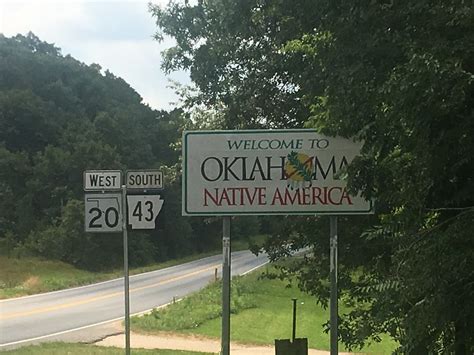 WELCOME TO
OKLAHOMA
NATIVE AMERICA
WEST SOUTH
20 43